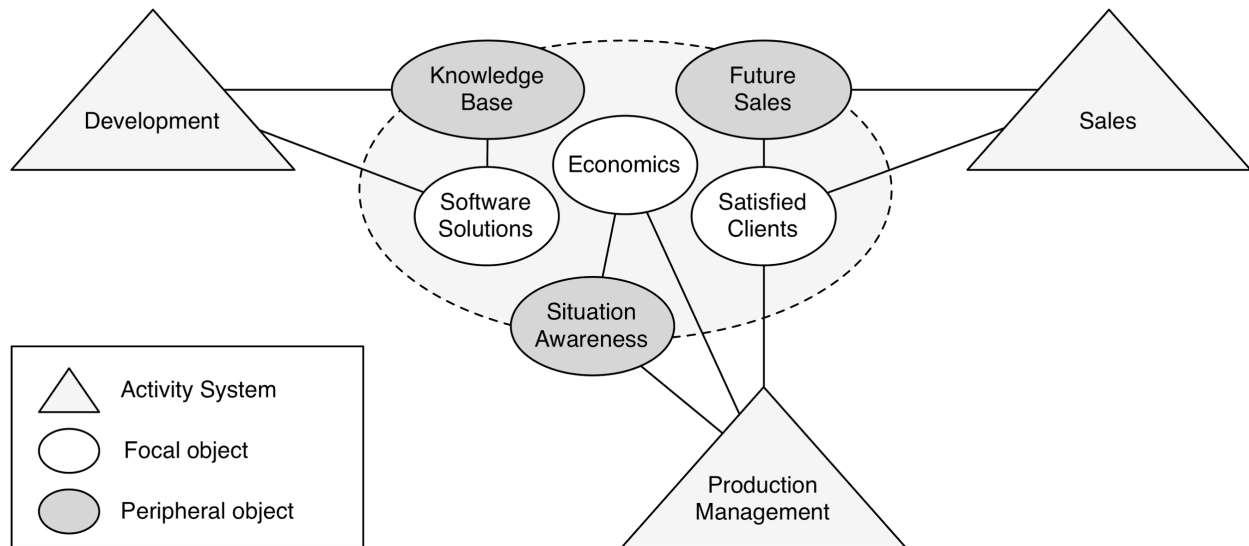 Knowledge
Base
Future
Sales
Development
Sales
Economics
Software
Solutions
Satisfied
Clients
Situation
Awareness
Activity System
Focal object
Peripheral object
Production
Management